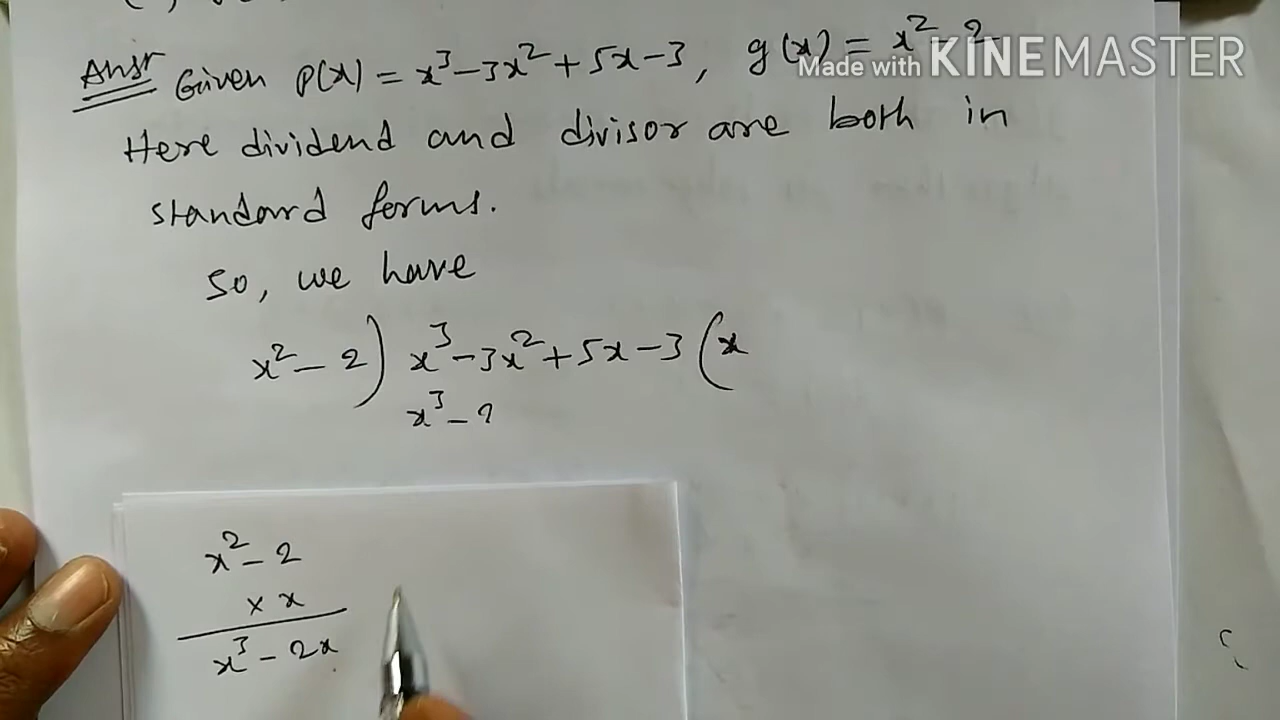 Ansr Given p(x) = x³ - 3x² + 5x - 3, g(x) = x² - 2
Made with KINEMASTER
Here dividend and divisor are both in
standard forms.
So, we have
x² - 2) x³ - 3x² + 5x - 3 (x
x³ - 2
x² - 2
× x
x³ - 2x